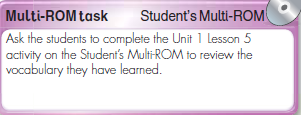 Multi-ROM task Student's Multi-ROM
Ask the students to complete the Unit 1 Lesson 5
activity on the Student's Multi-ROM to review the
vocabulary they have learned.